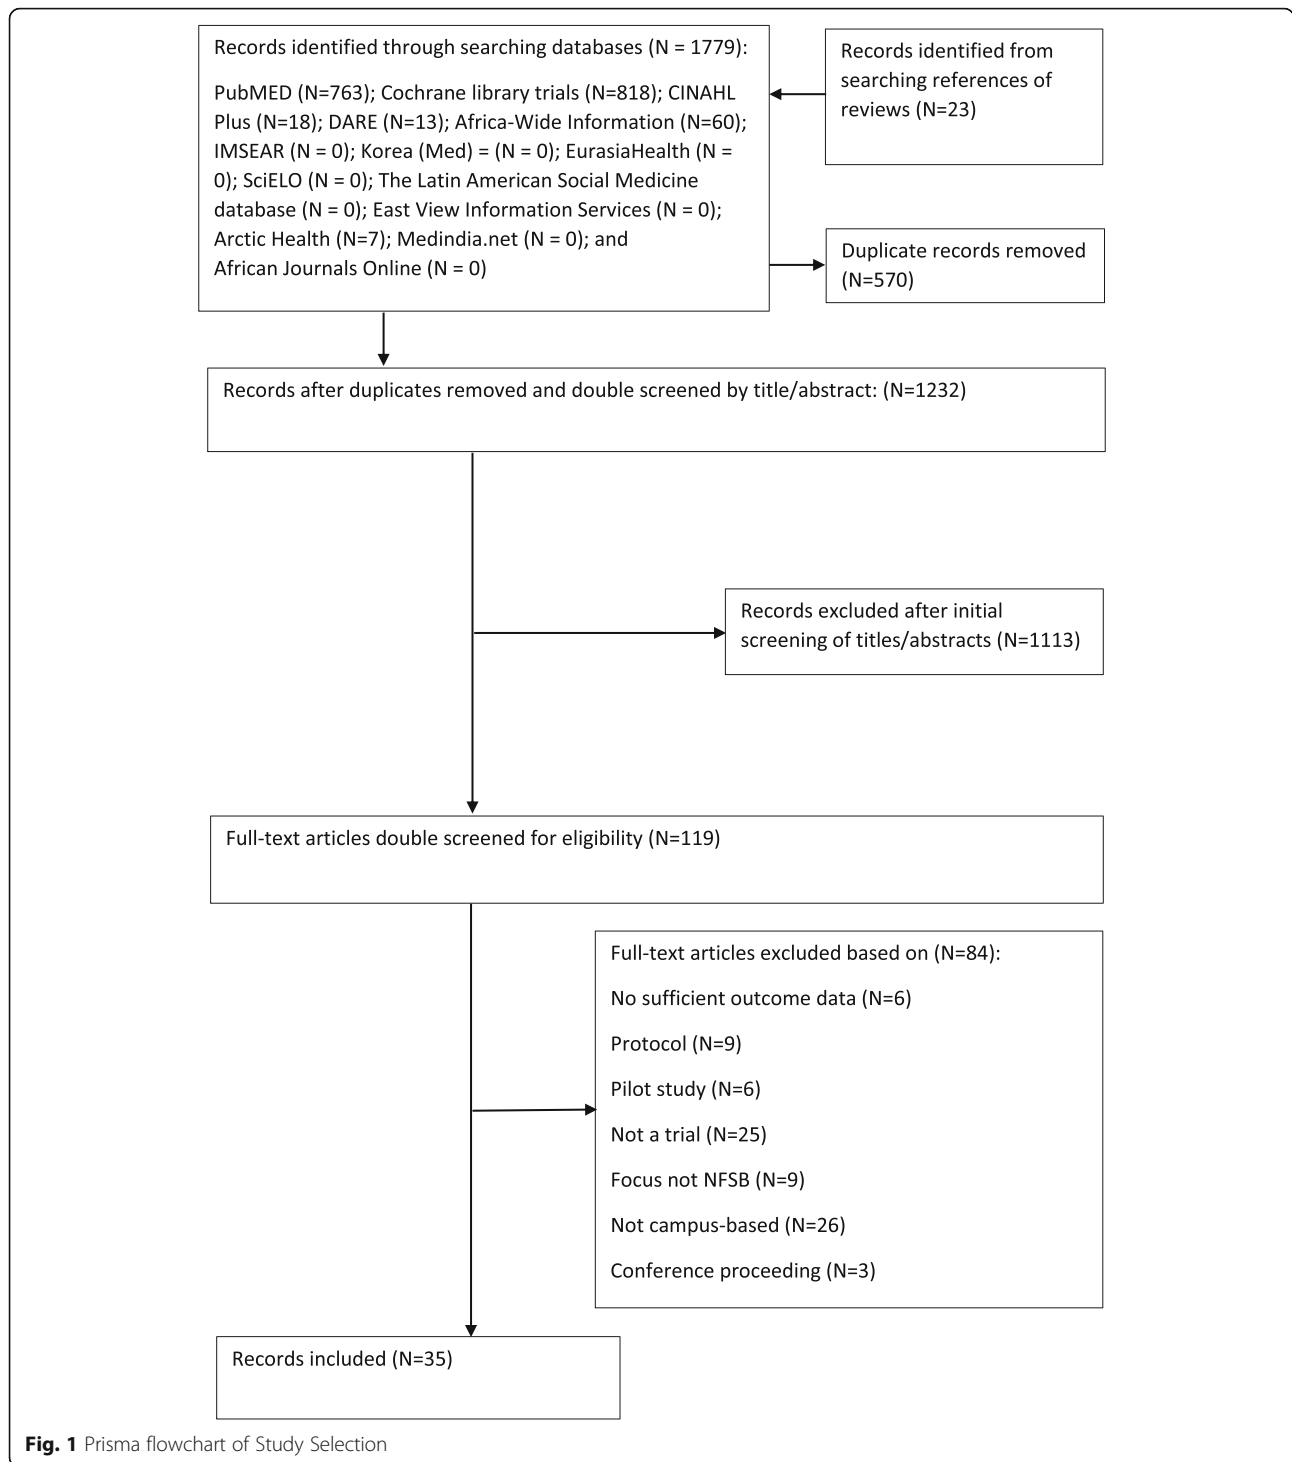 Records identified through searching databases (N = 1779):
PubMED (N=763); Cochrane library trials (N=818); CINAHL
Plus (N=18); DARE (N=13); Africa-Wide Information (N=60);
IMSEAR (N = 0); Korea (Med) = (N = 0); EurasiaHealth (N =
0); SciELO (N = 0); The Latin American Social Medicine
database (N = 0); East View Information Services (N = 0);
Arctic Health (N=7); Medindia.net (N = 0); and
African Journals Online (N = 0)
Records identified from
searching references of
reviews (N=23)
Duplicate records removed
(N=570)
Records after duplicates removed and double screened by title/abstract: (N=1232)
Records excluded after initial
screening of titles/abstracts (N=1113)
Full-text articles double screened for eligibility (N=119)
Full-text articles excluded based on (N=84):
No sufficient outcome data (N=6)
Protocol (N=9)
Pilot study (N=6)
Not a trial (N=25)
Focus not NFSB (N=9)
Not campus-based (N=26)
Conference proceeding (N=3)
Records included (N=35)
Fig. 1 Prisma flowchart of Study Selection